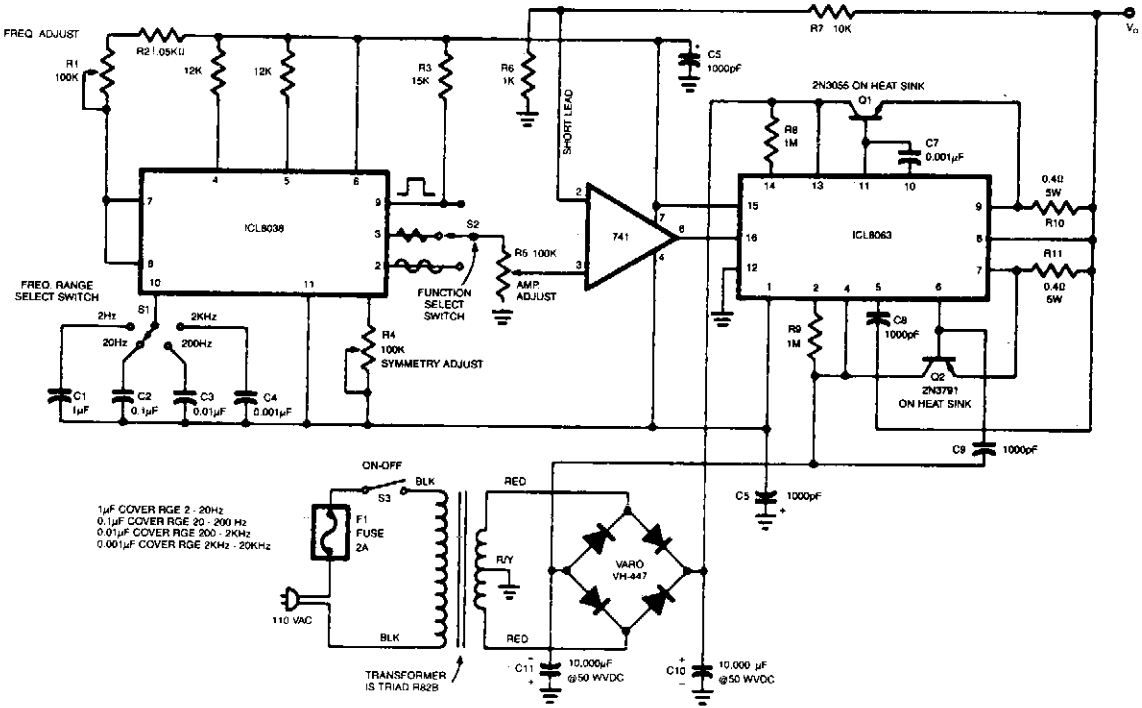 FREQ ADJUST
R1
100K
R2 1.05KΩ
12K
12K
R3
15K
R6
1K
R7 10K
C5
1000pF
Vo
SHORT LEAD
2N3055 ON HEAT SINK
Q1
R8
1M
C7
0.001µF
4
5
6
7
8
10
11
9
3
2
ICL8038
S2
FUNCTION
SELECT
SWITCH
R5 100K
AMP.
ADJUST
2
3
7
6
4
741
14
13
11
10
15
16
12
1
2
4
5
6
9
8
7
ICL8063
0.4Ω
5W
R10
R11
0.4Ω
5W
FREQ. RANGE
SELECT SWITCH
S1
2Hz
20Hz
2KHz
200Hz
C1
1µF
C2
0.1µF
C3
0.01µF
C4
0.001µF
R4
100K
SYMMETRY ADJUST
R9
1M
C8
1000pF
Q2
2N3791
ON HEAT SINK
C9
1000pF
C5
1000pF
+
1µF COVER RGE 2 - 20Hz
0.1µF COVER RGE 20 - 200 Hz
0.01µF COVER RGE 200 - 2KHz
0.001µF COVER RGE 2KHz - 20KHz
ON-OFF
S3
BLK
F1
FUSE
2A
110 VAC
BLK
RED
R/Y
RED
TRANSFORMER
IS TRIAD R82B
VARO
VH-447
C11
10,000µF
@50 WVDC
C10
10,000 µF
@50 WVDC